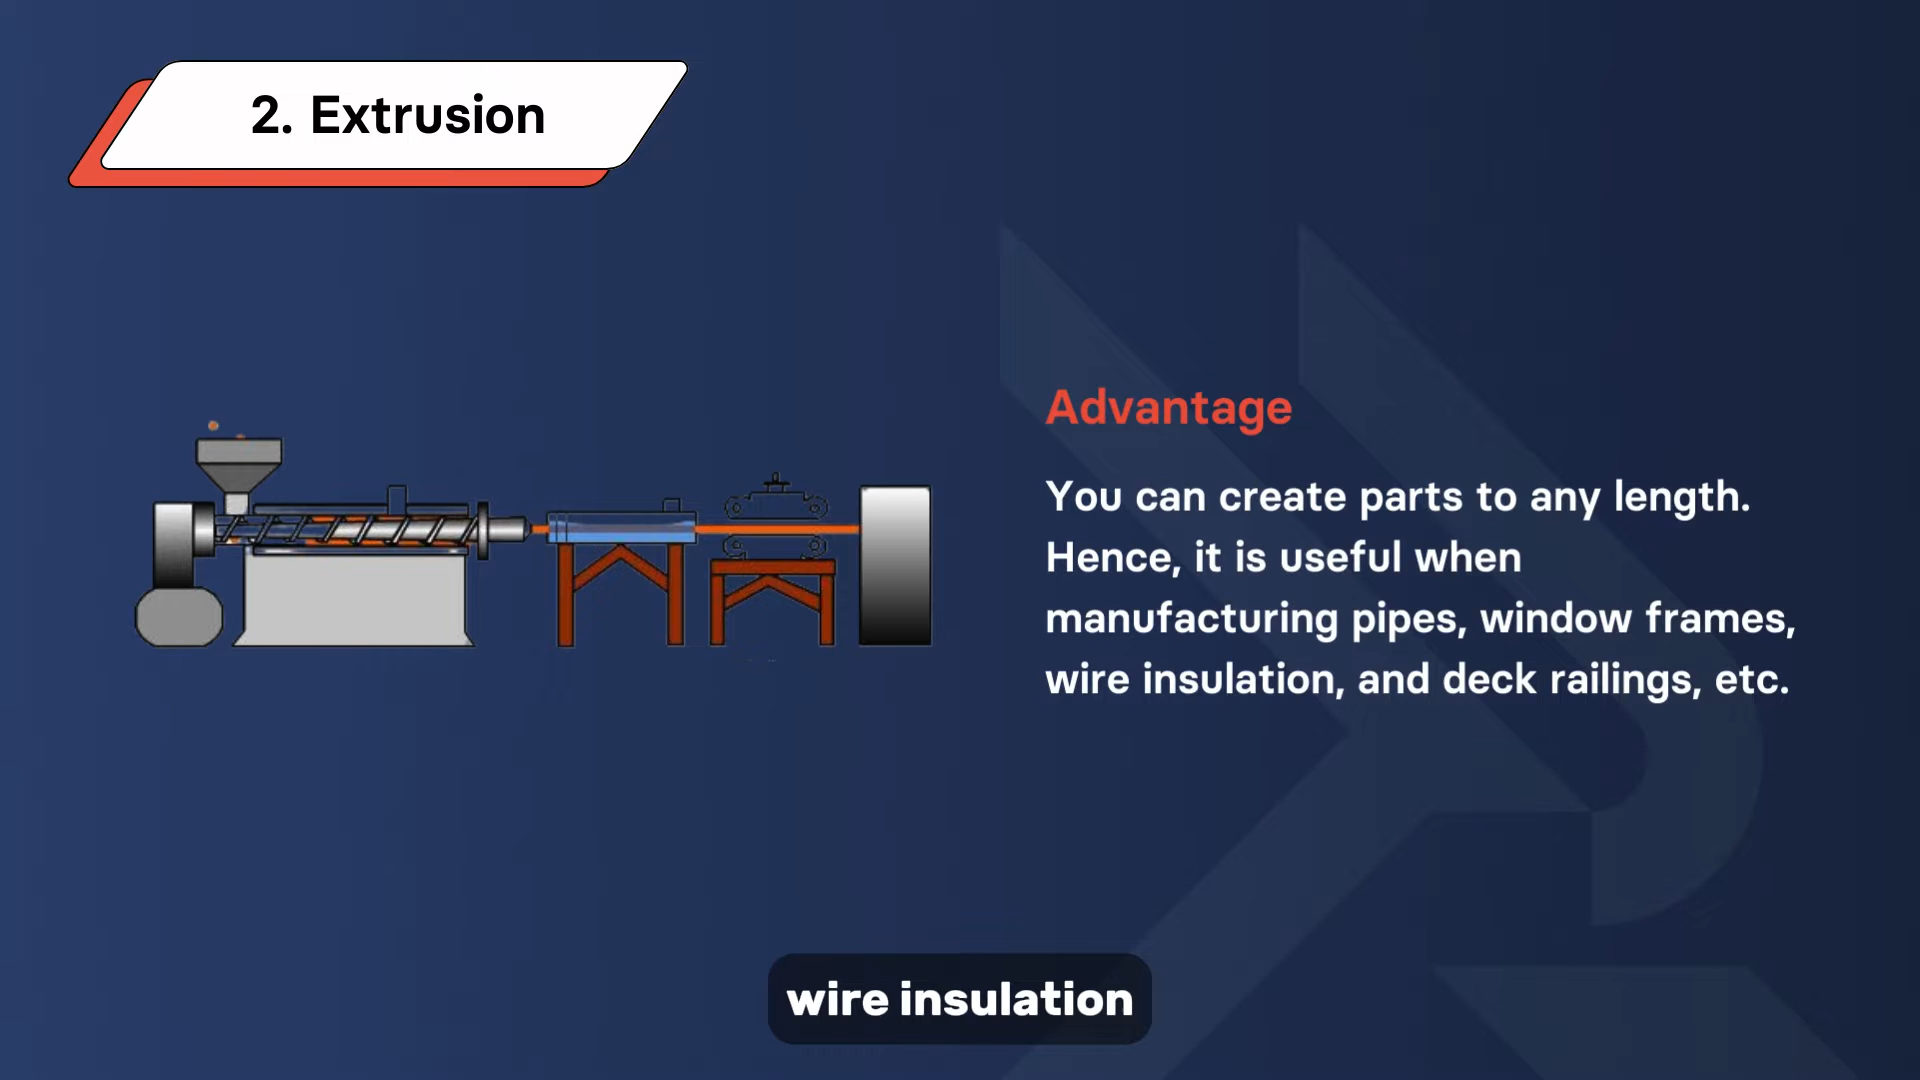 2. Extrusion
Advantage
You can create parts to any length.
Hence, it is useful when
manufacturing pipes, window frames,
wire insulation, and deck railings, etc.
wire insulation